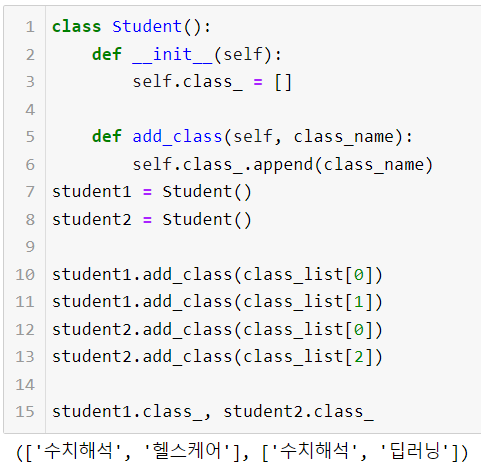 1 class Student():
2     def __init__(self):
3         self.class_ = []
4
5     def add_class(self, class_name):
6         self.class_.append(class_name)
7 student1 = Student()
8 student2 = Student()
9
10 student1.add_class(class_list[0])
11 student1.add_class(class_list[1])
12 student2.add_class(class_list[0])
13 student2.add_class(class_list[2])
14
15 student1.class_, student2.class_
(['수치해석', '헬스케어'], ['수치해석', '딥러닝'])